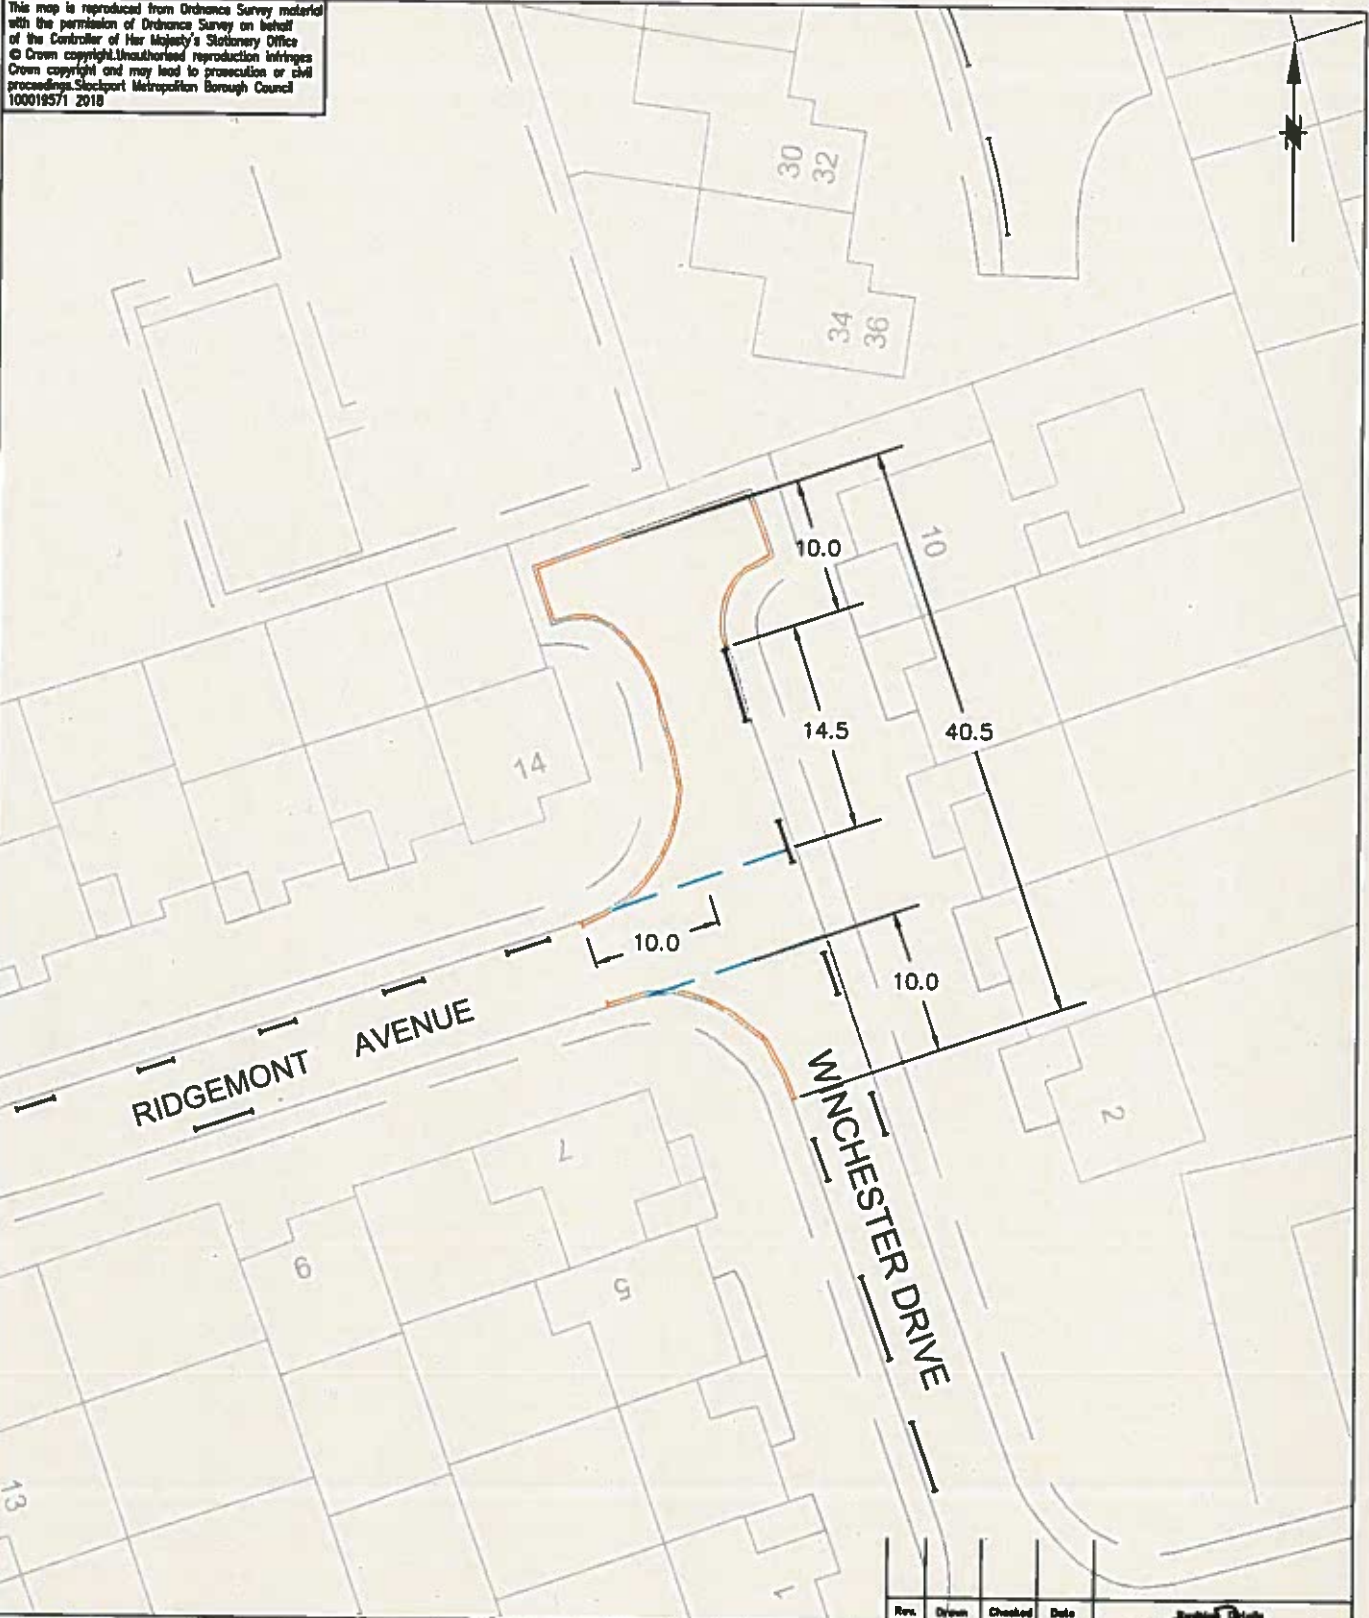 This map is reproduced from Ordnance Survey material
with the permission of Ordnance Survey on behalf
of the Controller of Her Majesty's Stationery Office
© Crown copyright.Unauthorised reproduction infringes
Crown copyright and may lead to prosecution or civil
proceedings.Stockport Metropolitan Borough Council
100019571 2018
30
32
34
36
10
10.0
14.5
40.5
14
10.0
10.0
RIDGEMONT AVENUE
WINCHESTER DRIVE
2
7
9
5
13
1
Rev.
Drawn
Checked
Date